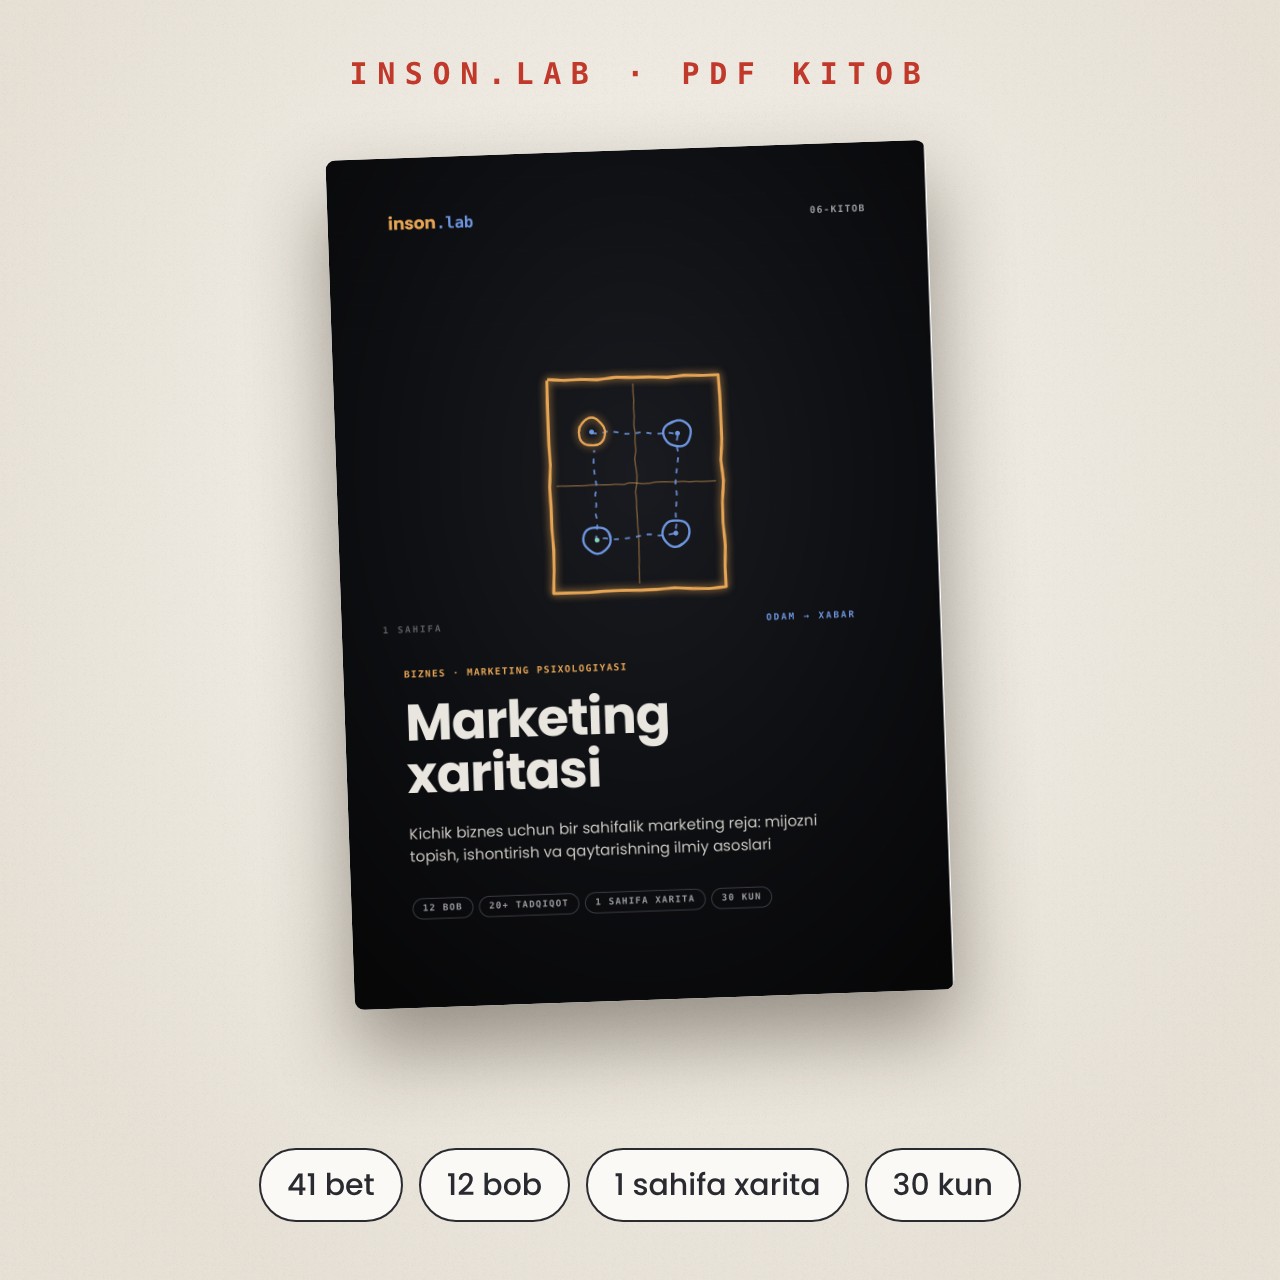 INSON.LAB · PDF KITOB
inson.lab
06-KITOB
1 SAHIFA
ODAM → XABAR
BIZNES · MARKETING PSIXOLOGIYASI
Marketing
xaritasi
Kichik biznes uchun bir sahifalik marketing reja: mijozni
topish, ishontirish va qaytarishning ilmiy asoslari
12 BOB 20+ TADQIQOT 1 SAHIFA XARITA 30 KUN
41 bet 12 bob 1 sahifa xarita 30 kun